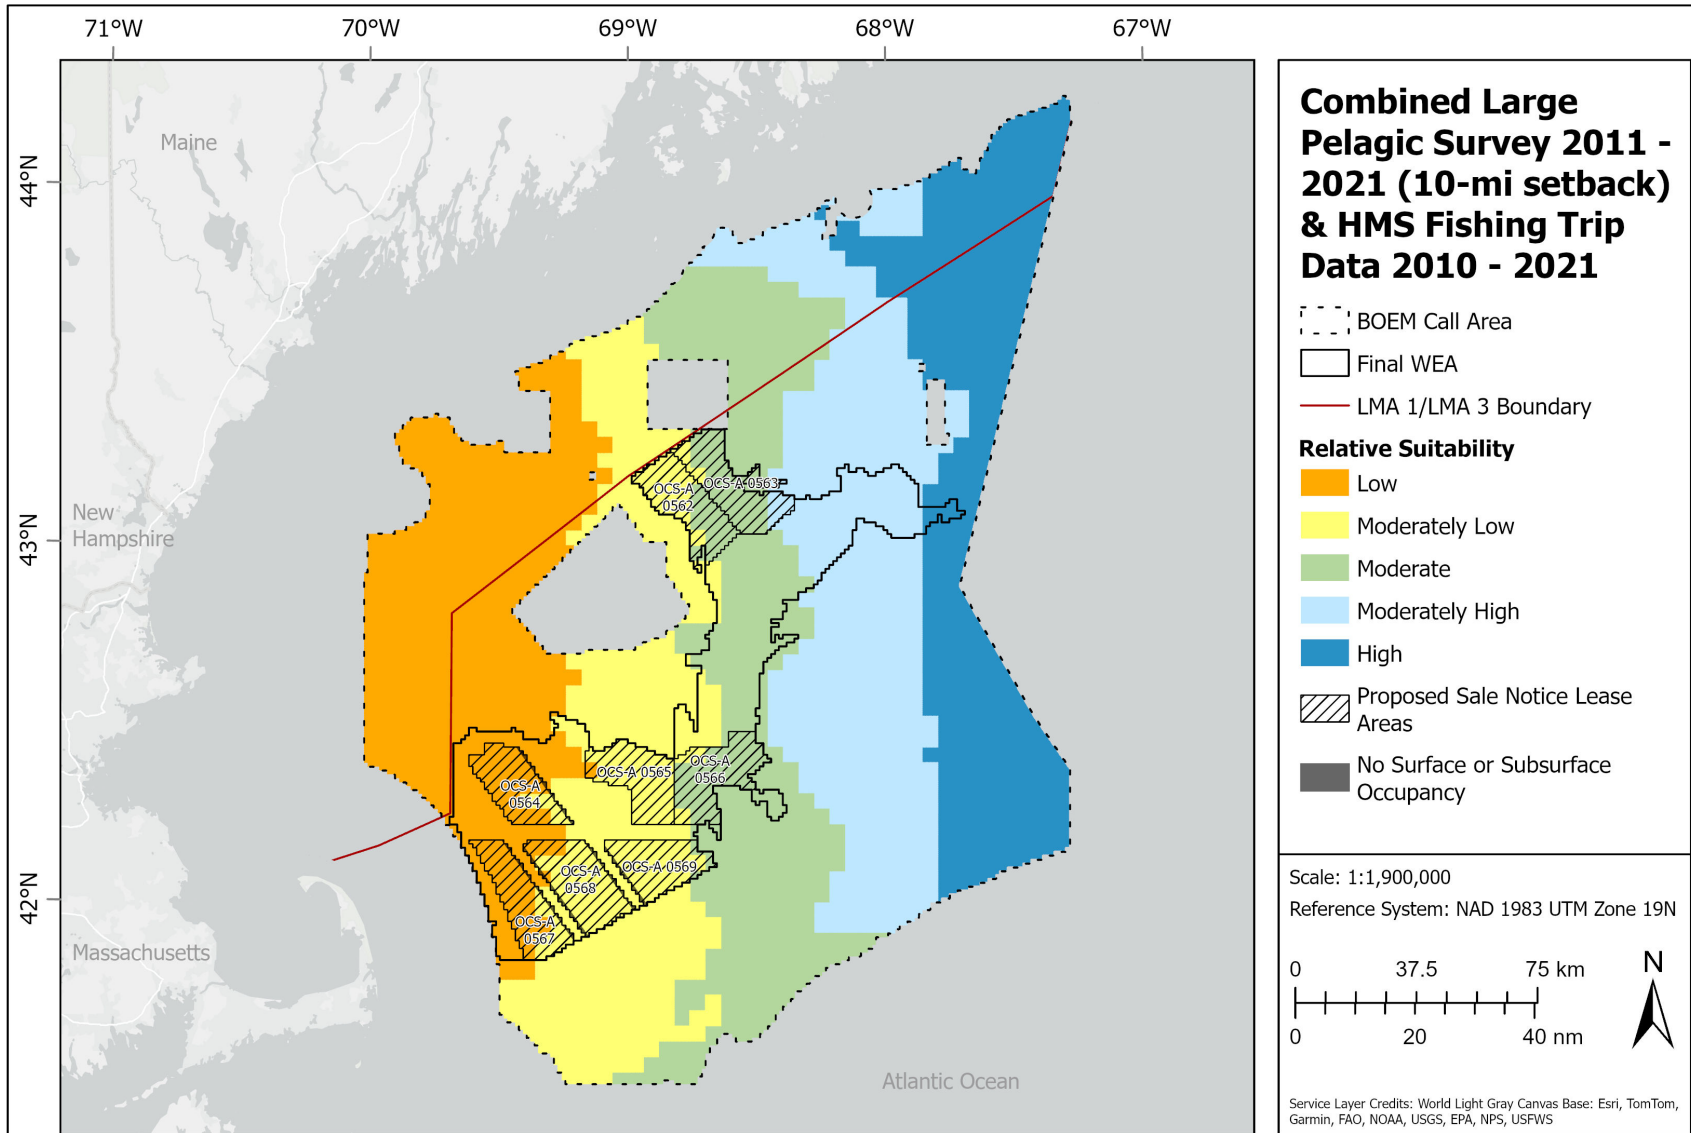 71°W
70°W
69°W
68°W
67°W
44°N
43°N
42°N
Maine
New
Hampshire
Massachusetts
Atlantic Ocean
OCS-A
0562
OCS-A 0563
OCS-A
0564
OCS-A 0565
OCS-A
0566
OCS-A
0567
OCS-A
0568
OCS-A 0569
Combined Large
Pelagic Survey 2011 -
2021 (10-mi setback)
& HMS Fishing Trip
Data 2010 - 2021
BOEM Call Area
Final WEA
LMA 1/LMA 3 Boundary
Relative Suitability
Low
Moderately Low
Moderate
Moderately High
High
Proposed Sale Notice Lease
Areas
No Surface or Subsurface
Occupancy
Scale: 1:1,900,000
Reference System: NAD 1983 UTM Zone 19N
0 37.5 75 km
0 20 40 nm
N
Service Layer Credits: World Light Gray Canvas Base: Esri, TomTom,
Garmin, FAO, NOAA, USGS, EPA, NPS, USFWS